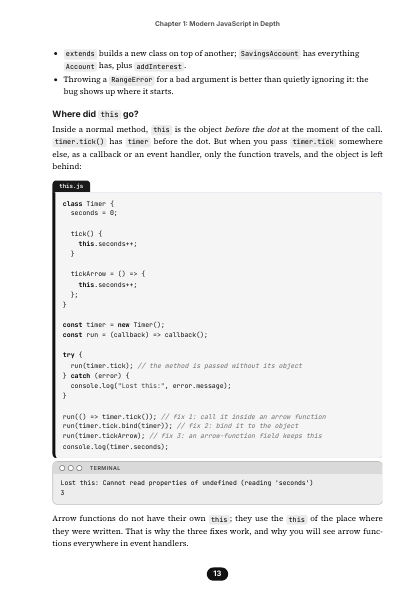 Chapter 1: Modern JavaScript in Depth
• extends builds a new class on top of another; SavingsAccount has everything
Account has, plus addInterest.
• Throwing a RangeError for a bad argument is better than quietly ignoring it: the
bug shows up where it starts.
Where did this go?
Inside a normal method, this is the object before the dot at the moment of the call.
timer.tick() has timer before the dot. But when you pass timer.tick somewhere
else, as a callback or an event handler, only the function travels, and the object is left
behind:
this.js
class Timer {
  seconds = 0;

  tick() {
    this.seconds++;
  }

  tickArrow = () => {
    this.seconds++;
  };
}

const timer = new Timer();
const run = (callback) => callback();

try {
  run(timer.tick); // the method is passed without its object
} catch (error) {
  console.log("Lost this:", error.message);
}

run(() => timer.tick()); // fix 1: call it inside an arrow function
run(timer.tick.bind(timer)); // fix 2: bind it to the object
run(timer.tickArrow); // fix 3: an arrow-function field keeps this
console.log(timer.seconds);
TERMINAL
Lost this: Cannot read properties of undefined (reading 'seconds')
3
Arrow functions do not have their own this; they use the this of the place where
they were written. That is why the three fixes work, and why you will see arrow func-
tions everywhere in event handlers.
13